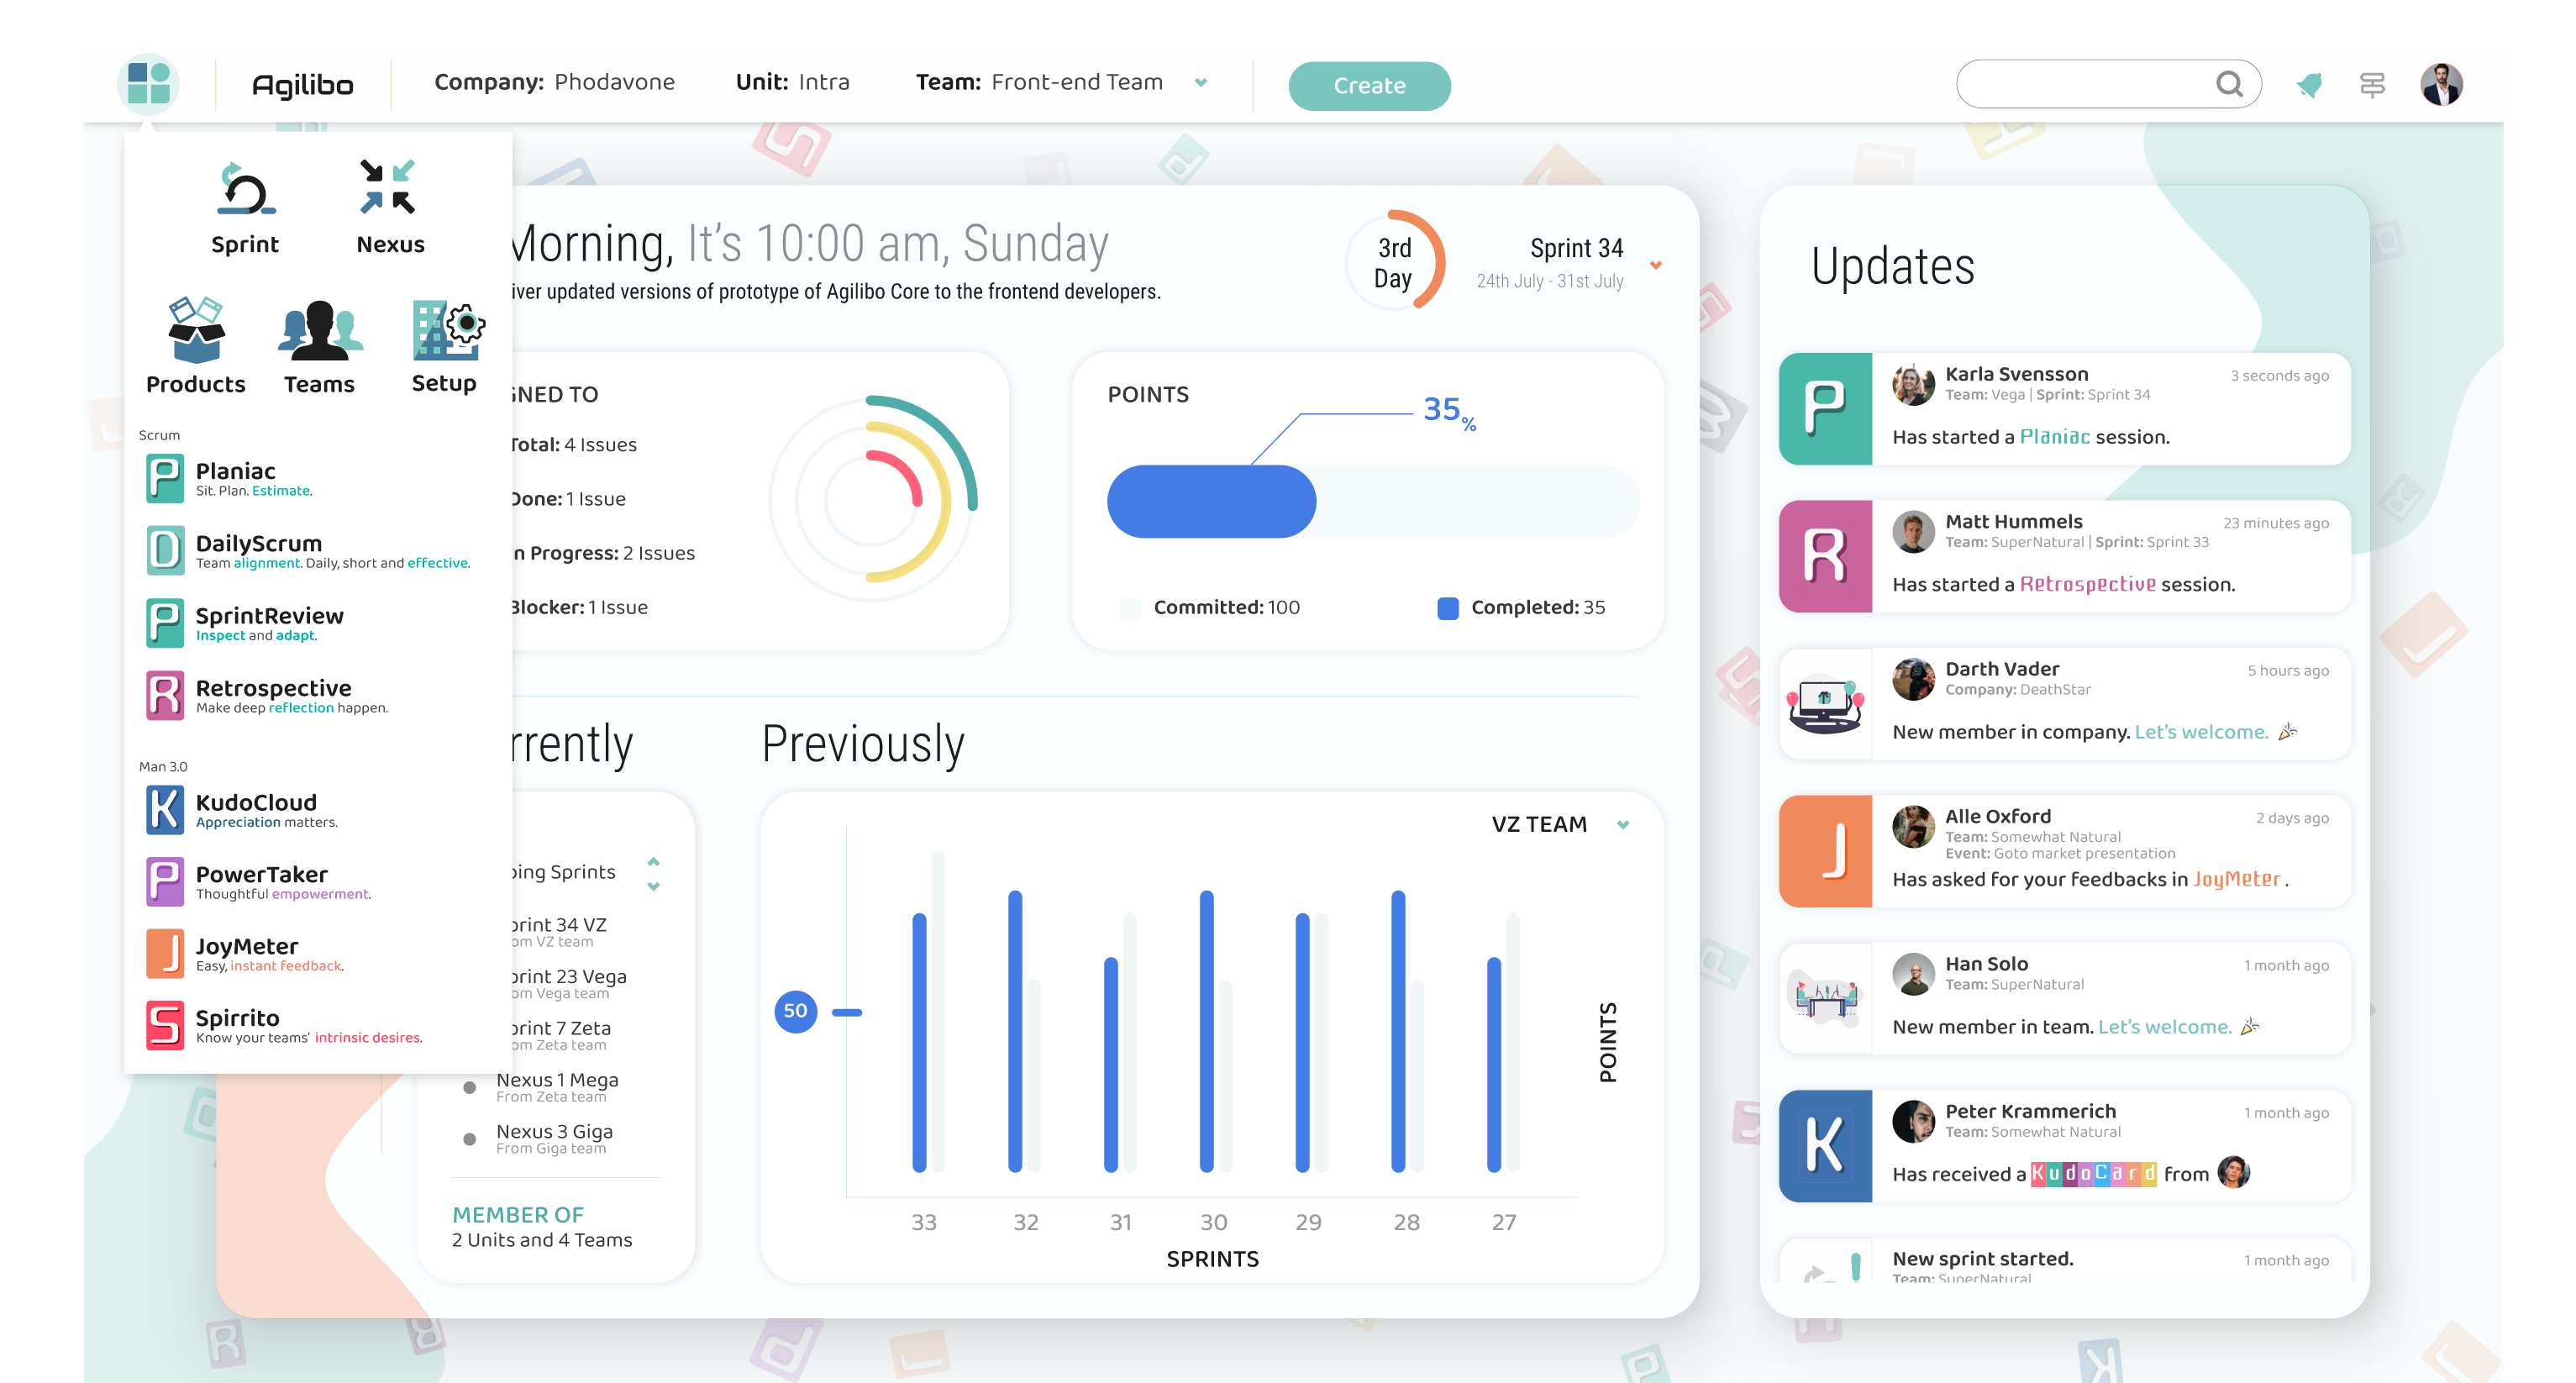 Agilibo
Company: Phodavone
Unit: Intra
Team: Front-end Team
Create
Sprint
Nexus
Products
Teams
Setup
Scrum
P
Planiac
Sit. Plan. Estimate.
D
DailyScrum
Team alignment. Daily, short and effective.
P
SprintReview
Inspect and adapt.
R
Retrospective
Make deep reflection happen.
Man 3.0
K
KudoCloud
Appreciation matters.
P
PowerTaker
Thoughtful empowerment.
J
JoyMeter
Easy, instant feedback.
S
Spirrito
Know your teams' intrinsic desires.
Morning, It's 10:00 am, Sunday
iver updated versions of prototype of Agilibo Core to the frontend developers.
3rd
Day
Sprint 34
24th July - 31st July
GNED TO
Total: 4 Issues
Done: 1 Issue
n Progress: 2 Issues
Blocker: 1 Issue
POINTS
35%
Committed: 100
Completed: 35
rrently
ing Sprints
print 34 VZ
om VZ team
print 23 Vega
om Vega team
print 7 Zeta
om Zeta team
Nexus 1 Mega
From Zeta team
Nexus 3 Giga
From Giga team
MEMBER OF
2 Units and 4 Teams
Previously
VZ TEAM
50
POINTS
33 32 31 30 29 28 27
SPRINTS
Updates
P
Karla Svensson
3 seconds ago
Team: Vega | Sprint: Sprint 34
Has started a Planiac session.
R
Matt Hummels
23 minutes ago
Team: SuperNatural | Sprint: Sprint 33
Has started a Retrospective session.
Darth Vader
5 hours ago
Company: DeathStar
New member in company. Let's welcome.
J
Alle Oxford
2 days ago
Team: Somewhat Natural
Event: Goto market presentation
Has asked for your feedbacks in JoyMeter.
Han Solo
1 month ago
Team: SuperNatural
New member in team. Let's welcome.
K
Peter Krammerich
1 month ago
Team: Somewhat Natural
Has received a KudoCard from
New sprint started.
1 month ago
Team: SuperNatural